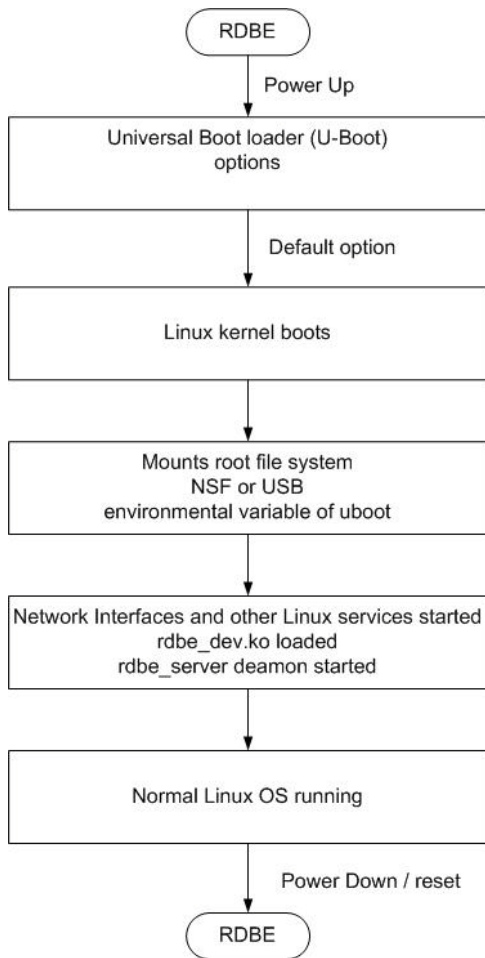 RDBE
Power Up
Universal Boot loader (U-Boot)
options
Default option
Linux kernel boots
Mounts root file system
NSF or USB
environmental variable of uboot
Network Interfaces and other Linux services started
rdbe_dev.ko loaded
rdbe_server deamon started
Normal Linux OS running
Power Down / reset
RDBE